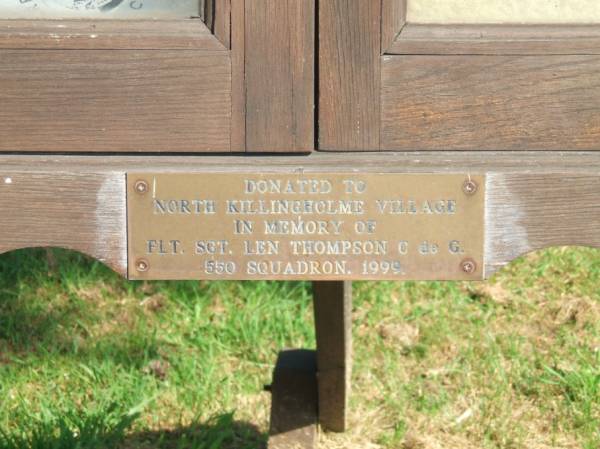 DONATED TO
NORTH KILLINGHOLME VILLAGE
IN MEMORY OF
FLT. SGT. LEN THOMPSON C de G.
550 SQUADRON. 1999.